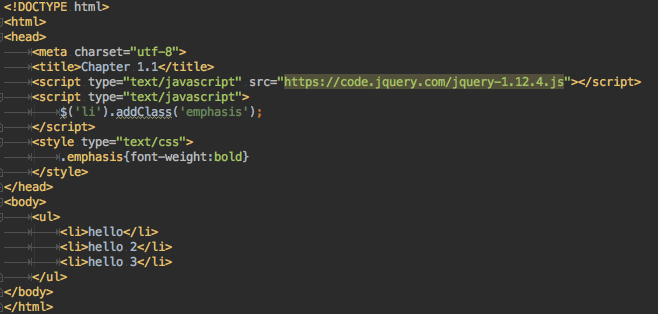 <!DOCTYPE html>
<html>
<head>
<meta charset="utf-8">
<title>Chapter 1.1</title>
<script type="text/javascript" src="https://code.jquery.com/jquery-1.12.4.js"></script>
<script type="text/javascript">
$('li').addClass('emphasis');
</script>
<style type="text/css">
.emphasis{font-weight:bold}
</style>
</head>
<body>
<ul>
<li>hello</li>
<li>hello 2</li>
<li>hello 3</li>
</ul>
</body>
</html>